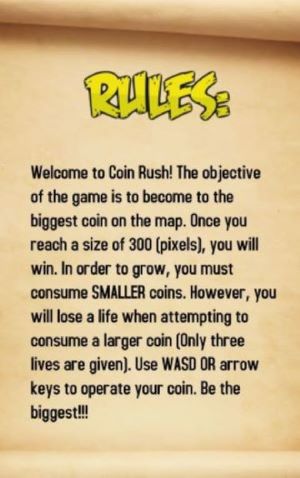 RULES:
Welcome to Coin Rush! The objective
of the game is to become to the
biggest coin on the map. Once you
reach a size of 300 (pixels), you will
win. In order to grow, you must
consume SMALLER coins. However, you
will lose a life when attempting to
consume a larger coin (Only three
lives are given). Use WASD OR arrow
keys to operate your coin. Be the
biggest!!!